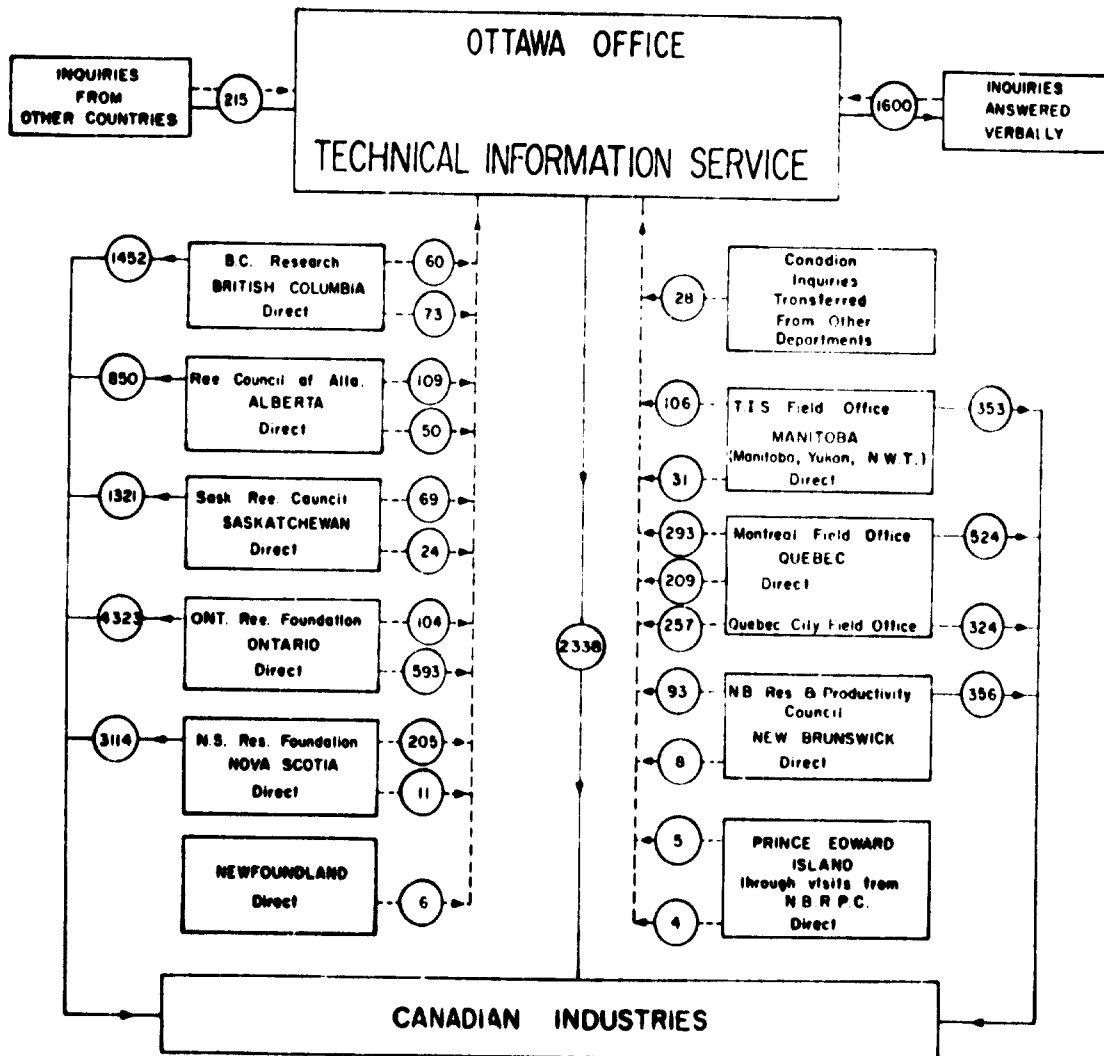 OTTAWA OFFICE
TECHNICAL INFORMATION SERVICE
INQUIRIES
FROM
OTHER COUNTRIES
215
1600
INQUIRIES
ANSWERED
VERBALLY
1452
B.C. Research
BRITISH COLUMBIA
Direct
60
73
850
Ree Council of Alta.
ALBERTA
Direct
109
50
1321
Sask Ree. Council
SASKATCHEWAN
Direct
69
24
4323
ONT. Ree. Foundation
ONTARIO
Direct
104
593
3114
N.S. Res. Foundation
NOVA SCOTIA
Direct
205
11
NEWFOUNDLAND
Direct
6
2338
28
Canadian
Inquiries
Transferred
From Other
Departments
106
31
T.I.S Field Office
MANITOBA
(Manitoba, Yukon, N.W.T.)
Direct
353
293
209
257
Montreal Field Office
QUEBEC
Direct
Quebec City Field Office
524
324
93
8
NB Res & Productivity
Council
NEW BRUNSWICK
Direct
356
5
4
PRINCE EDWARD
ISLAND
through visits from
N.B.R.P.C.
Direct
CANADIAN INDUSTRIES